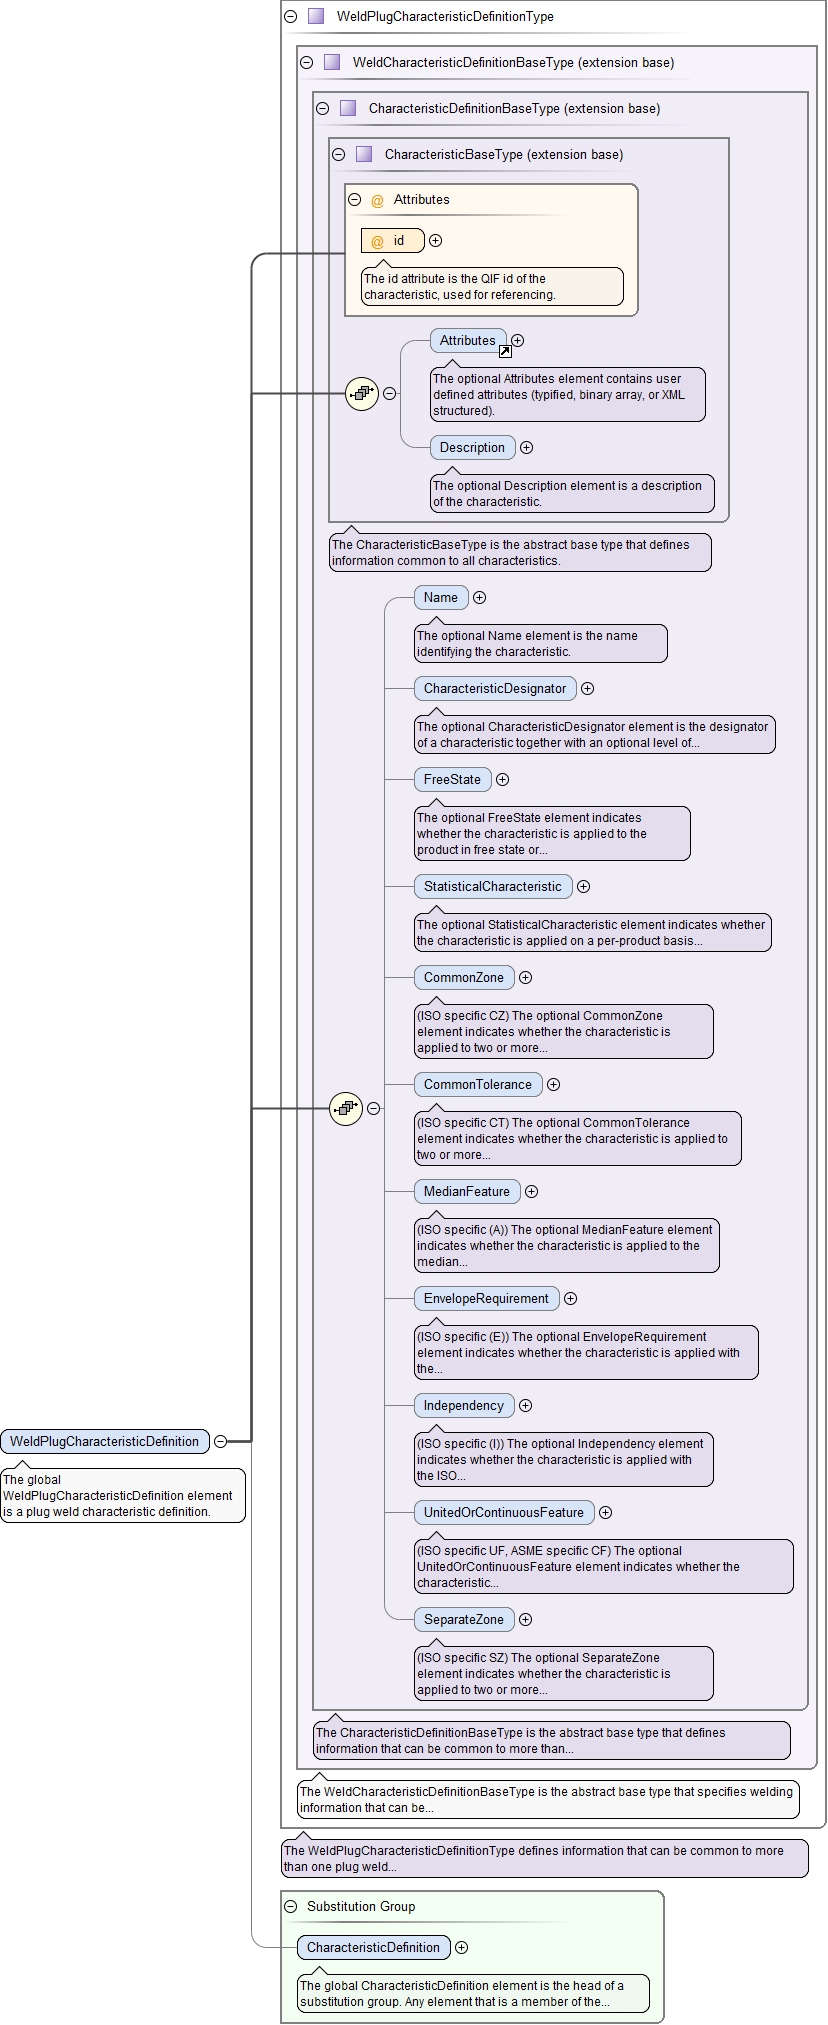 WeldPlugCharacteristicDefinitionType
WeldCharacteristicDefinitionBaseType (extension base)
CharacteristicDefinitionBaseType (extension base)
CharacteristicBaseType (extension base)
@ Attributes
@ id
The id attribute is the QIF id of the
characteristic, used for referencing.
Attributes
The optional Attributes element contains user
defined attributes (typified, binary array, or XML
structured).
Description
The optional Description element is a description
of the characteristic.
The CharacteristicBaseType is the abstract base type that defines
information common to all characteristics.
Name
The optional Name element is the name
identifying the characteristic.
CharacteristicDesignator
The optional CharacteristicDesignator element is the designator
of a characteristic together with an optional level of...
FreeState
The optional FreeState element indicates
whether the characteristic is applied to the
product in free state or...
StatisticalCharacteristic
The optional StatisticalCharacteristic element indicates whether
the characteristic is applied on a per-product basis...
CommonZone
(ISO specific CZ) The optional CommonZone
element indicates whether the characteristic is
applied to two or more...
CommonTolerance
(ISO specific CT) The optional CommonTolerance
element indicates whether the characteristic is applied to
two or more...
MedianFeature
(ISO specific (A)) The optional MedianFeature element
indicates whether the characteristic is applied to the
median...
EnvelopeRequirement
(ISO specific (E)) The optional EnvelopeRequirement
element indicates whether the characteristic is applied with
the...
Independency
(ISO specific (I)) The optional Independency element
indicates whether the characteristic is applied with
the ISO...
UnitedOrContinuousFeature
(ISO specific UF, ASME specific CF) The optional
UnitedOrContinuousFeature element indicates whether the
characteristic...
SeparateZone
(ISO specific SZ) The optional SeparateZone
element indicates whether the characteristic is
applied to two or more...
The CharacteristicDefinitionBaseType is the abstract base type that defines
information that can be common to more than...
The WeldCharacteristicDefinitionBaseType is the abstract base type that specifies welding
information that can be...
The WeldPlugCharacteristicDefinitionType defines information that can be common to more
than one plug weld...
WeldPlugCharacteristicDefinition
The global
WeldPlugCharacteristicDefinition element
is a plug weld characteristic definition.
Substitution Group
CharacteristicDefinition
The global CharacteristicDefinition element is the head of a
substitution group. Any element that is a member of the...